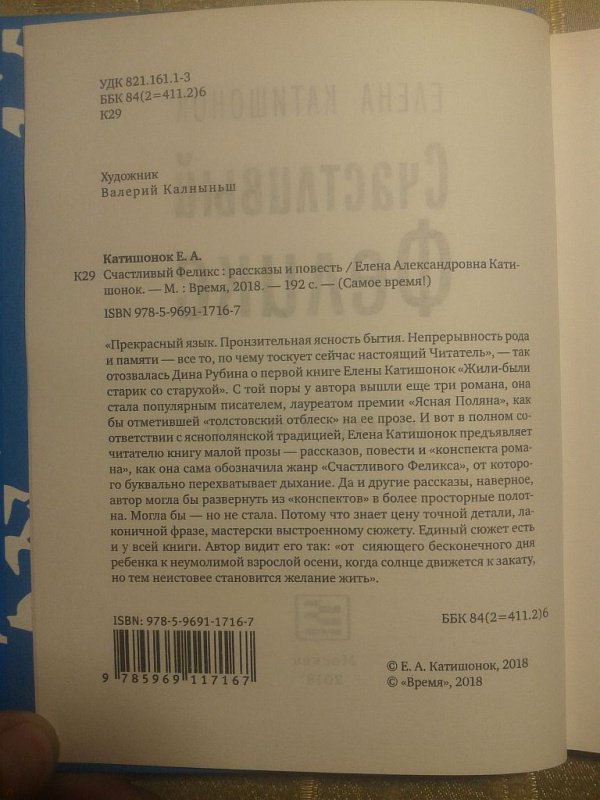 УДК 821.161.1-3
ББК 84(2=411.2)6
К29
Художник
Валерий Калныньш
Катишонок Е. А.
К29 Счастливый Феликс : рассказы и повесть / Елена Александровна Кати-
шонок. — М. : Время, 2018. — 192 с. — (Самое время!)
ISBN 978-5-9691-1716-7
«Прекрасный язык. Пронзительная ясность бытия. Непрерывность рода
и памяти — все то, по чему тоскует сейчас настоящий Читатель», — так
отозвалась Дина Рубина о первой книге Елены Катишонок «Жили-были
старик со старухой». С той поры у автора вышли еще три романа, она
стала популярным писателем, лауреатом премии «Ясная Поляна», как
бы отметившей «толстовский отблеск» на ее прозе. И вот в полном со-
ответствии с яснополянской традицией, Елена Катишонок предъявляет
читателю книгу малой прозы — рассказов, повести и «конспекта рома-
на», как она сама обозначила жанр «Счастливого Феликса», от которо-
го буквально перехватывает дыхание. Да и другие рассказы, наверное,
автор могла бы развернуть из «конспектов» в более просторные полот-
на. Могла бы — но не стала. Потому что знает цену точной детали, ла-
коничной фразе, мастерски выстроенному сюжету. Единый сюжет есть
и у всей книги. Автор видит его так: «от сияющего бесконечного дня
ребенка к неумолимой взрослой осени, когда солнце движется к закату,
но тем неистовее становится желание жить».
ISBN: 978-5-9691-1716-7
ББК 84(2=411.2)6
9 785969 117167
© Е. А. Катишонок, 2018
© «Время», 2018